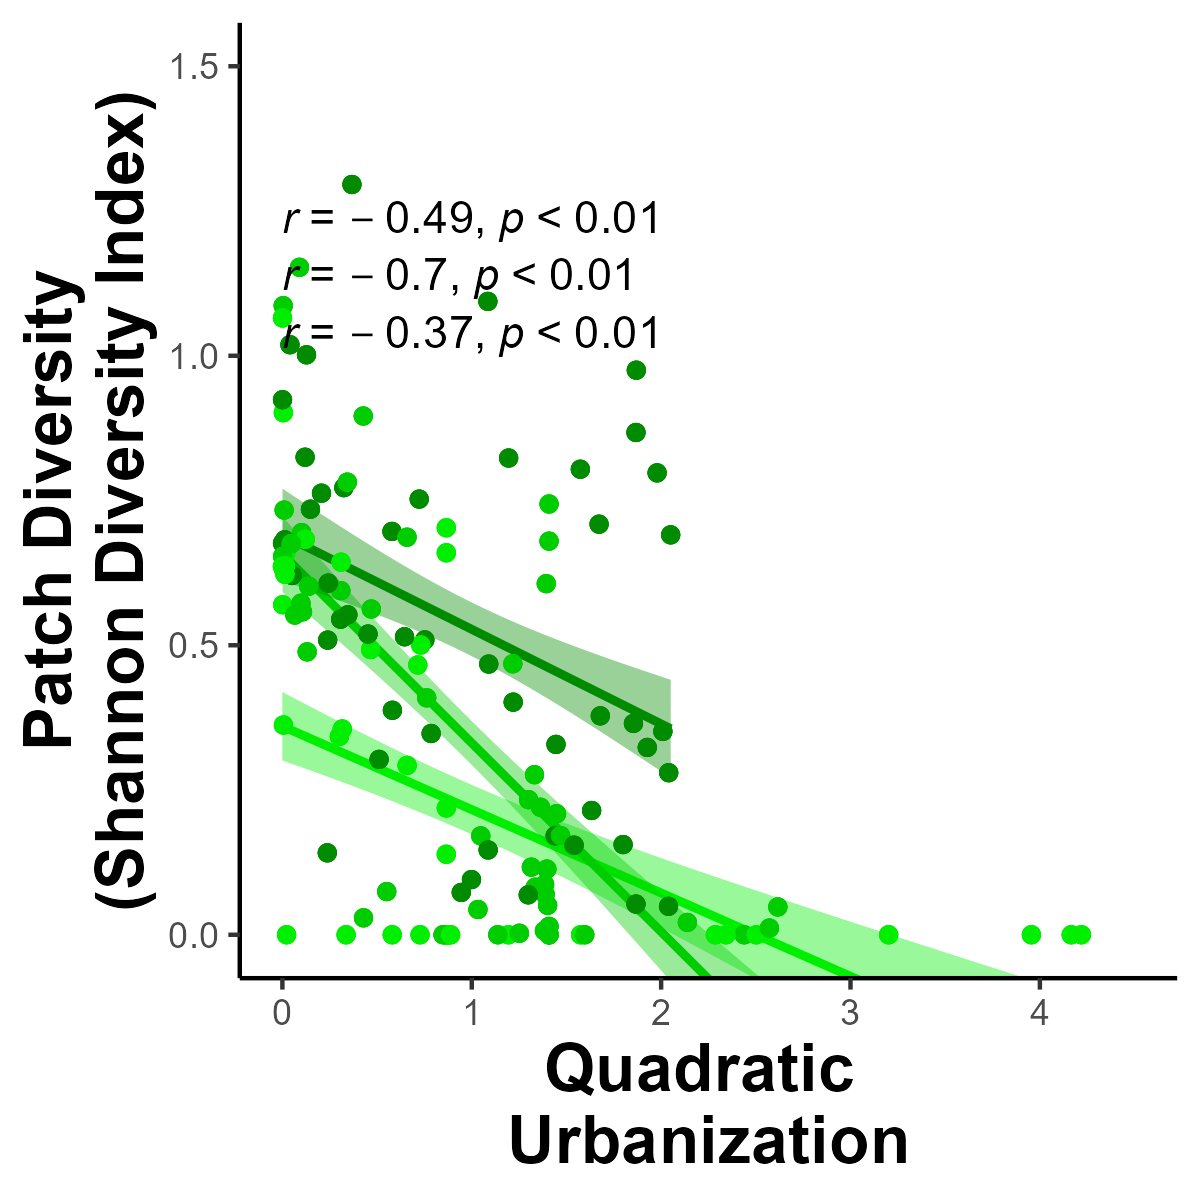 Patch Diversity
(Shannon Diversity Index)
1.5
1.0
0.5
0.0
r = − 0.49, p < 0.01
r = − 0.7, p < 0.01
r = − 0.37, p < 0.01
0 1 2 3 4
Quadratic
Urbanization